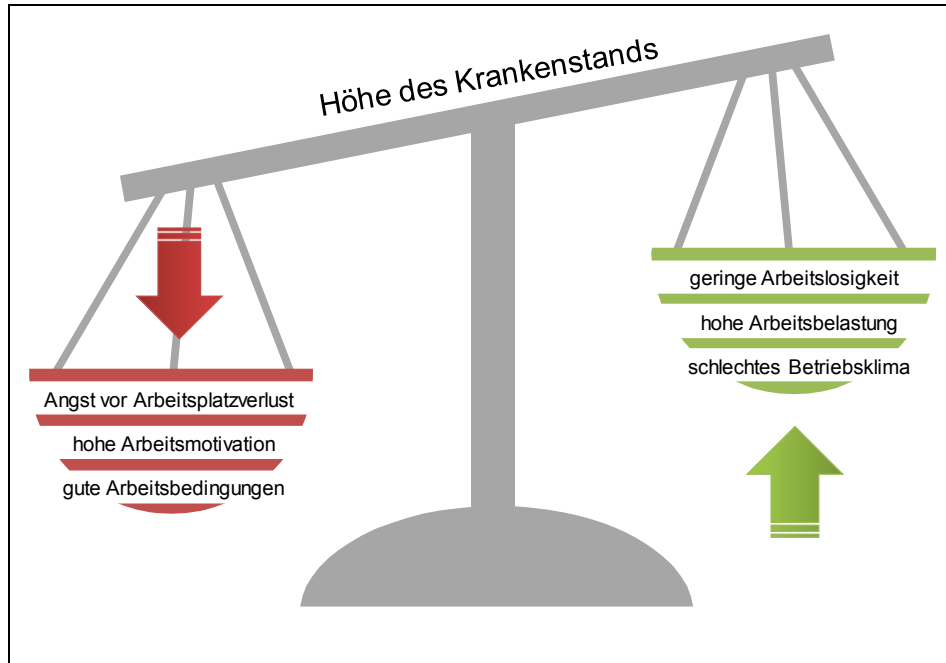 Höhe des Krankenstands
geringe Arbeitslosigkeit
hohe Arbeitsbelastung
schlechtes Betriebsklima
Angst vor Arbeitsplatzverlust
hohe Arbeitsmotivation
gute Arbeitsbedingungen